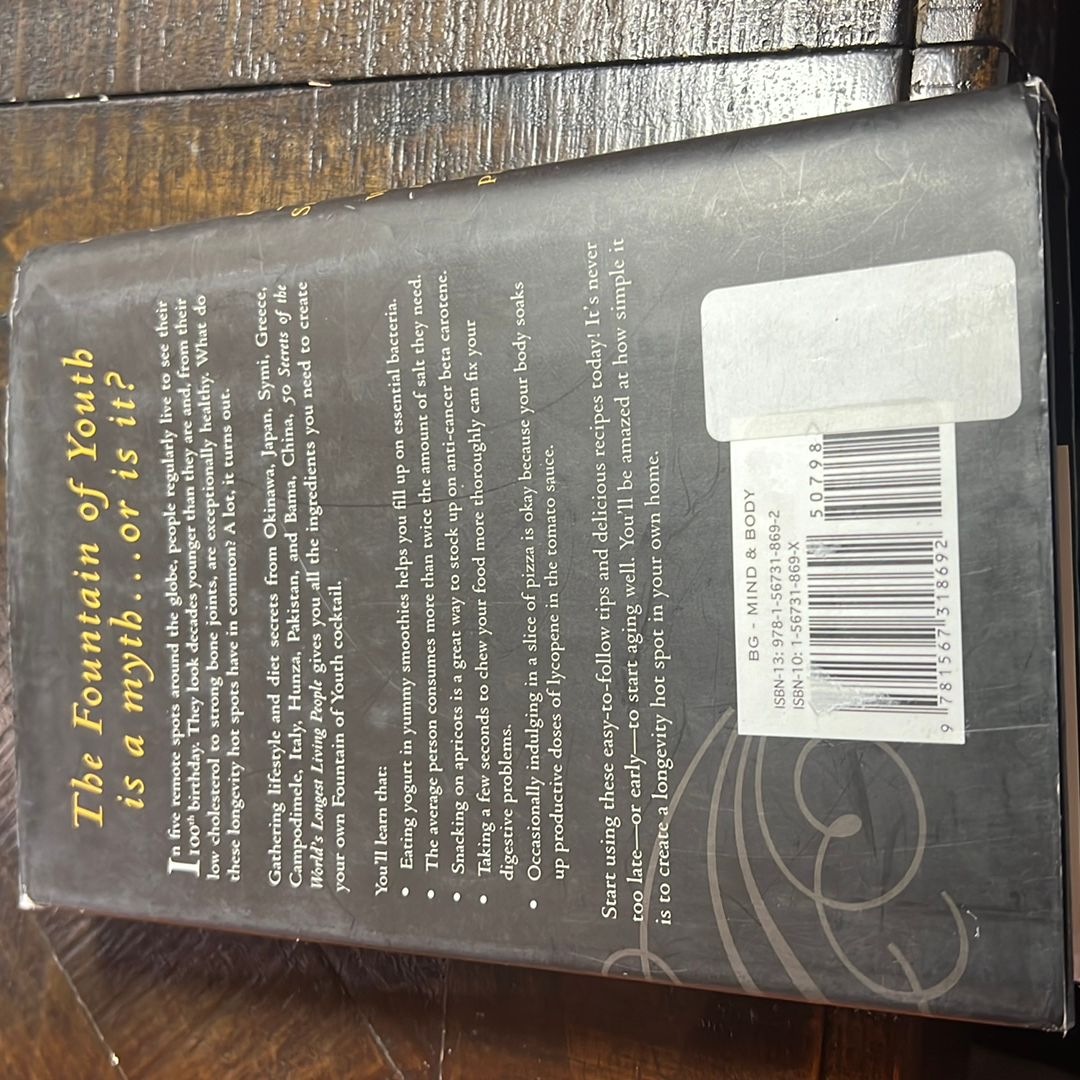 The Fountain of Youth
is a myth...or is it?
In five remote spots around the globe, people regularly live to see their
100th birthday. They look decades younger than they are and, from their
low cholesterol to strong bone joints, are exceptionally healthy. What do
these longevity hot spots have in common? A lot, it turns out.
Gathering lifestyle and diet secrets from Okinawa, Japan, Symi, Greece,
Campodimele, Italy, Hunza, Pakistan, and Bama, China, 50 Secrets of the
World's Longest Living People gives you all the ingredients you need to create
your own Fountain of Youth cocktail.
You'll learn that:
• Eating yogurt in yummy smoothies helps you fill up on essential bacteria.
• The average person consumes more than twice the amount of salt they need.
• Snacking on apricots is a great way to stock up on anti-cancer beta carotene.
• Taking a few seconds to chew your food more thoroughly can fix your
digestive problems.
• Occasionally indulging in a slice of pizza is okay because your body soaks
up productive doses of lycopene in the tomato sauce.
Start using these easy-to-follow tips and delicious recipes today! It's never
too late—or early—to start aging well. You'll be amazed at how simple it
is to create a longevity hot spot in your own home.
BG - MIND & BODY
ISBN-13: 978-1-56731-869-2
ISBN-10: 1-56731-869-X
50798>
9 781567 318692